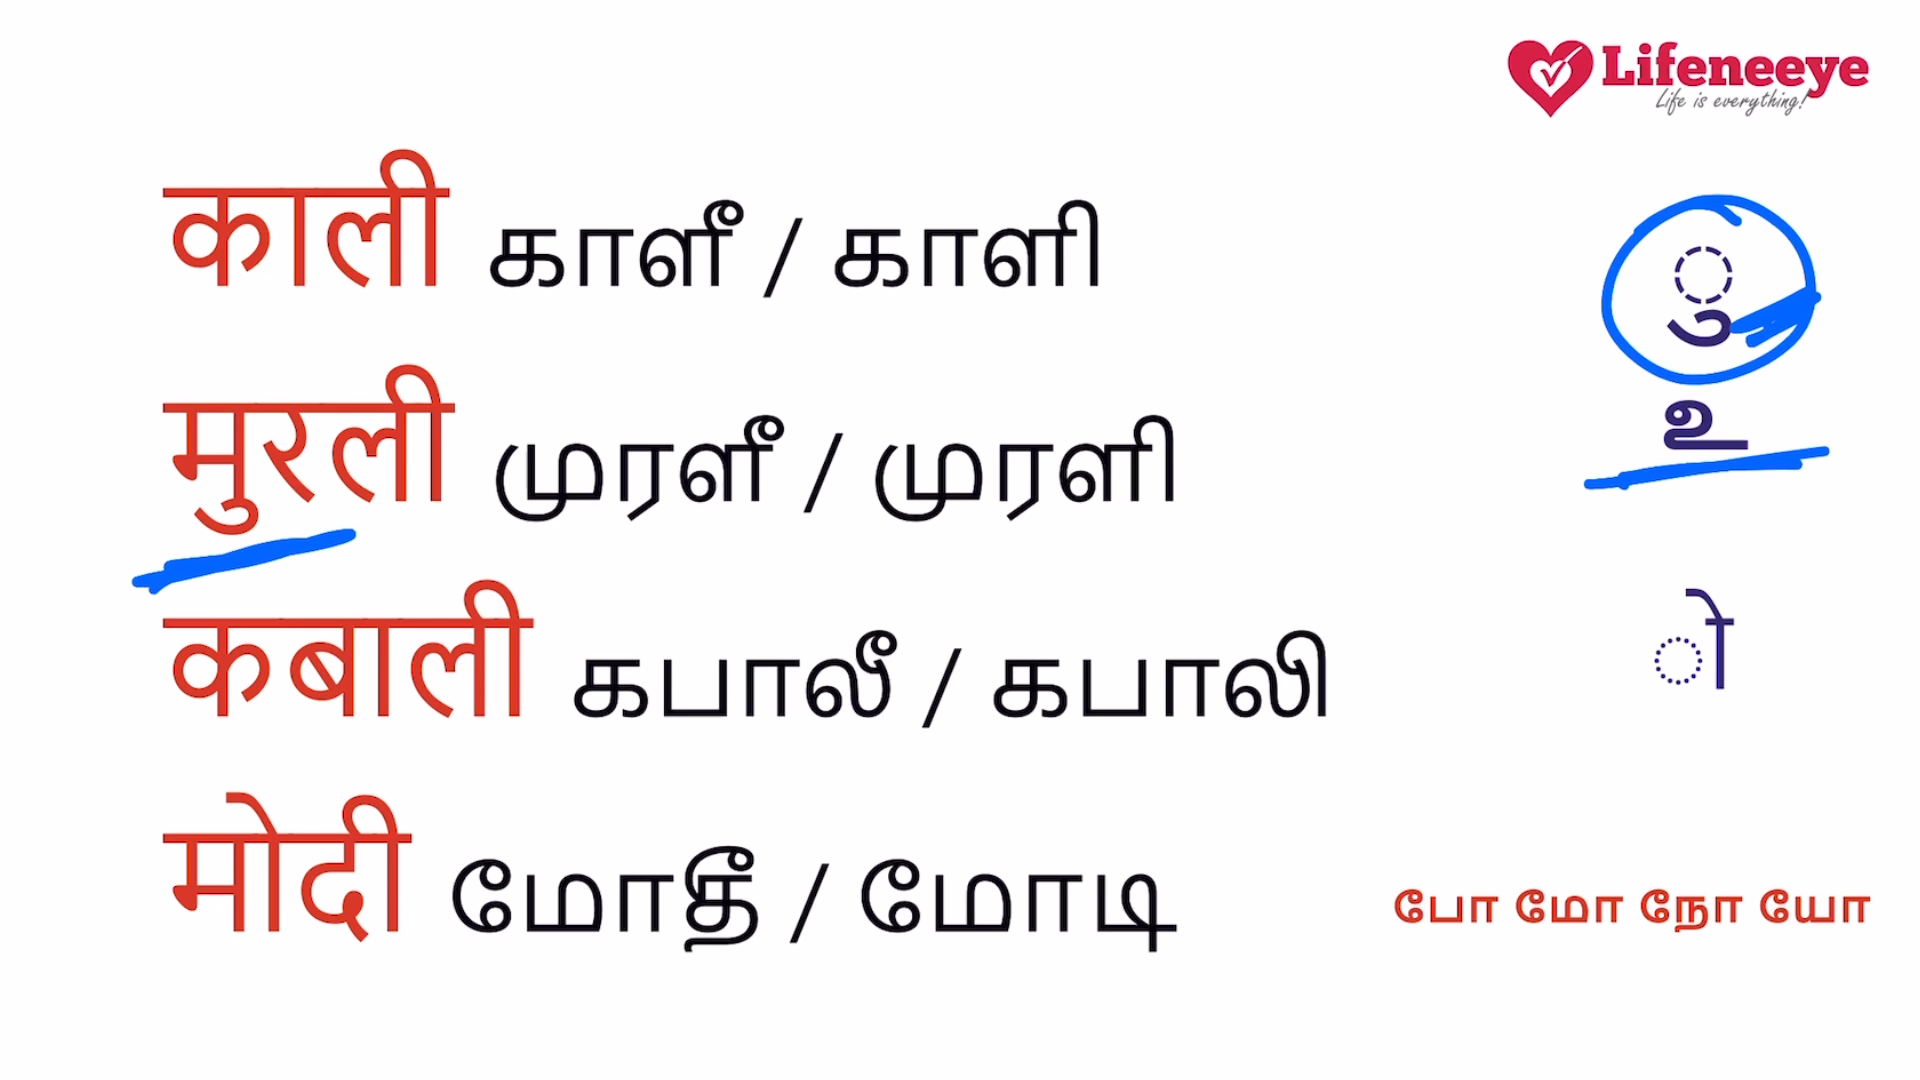 Lifeneeye
Life is everything!
काली காளீ / காளி
ु
உ
मुरली முரளீ / முரளி
कबाली கபாலீ / கபாலி
ो
मोदी மோதீ / மோடி
போ மோ நோ யோ